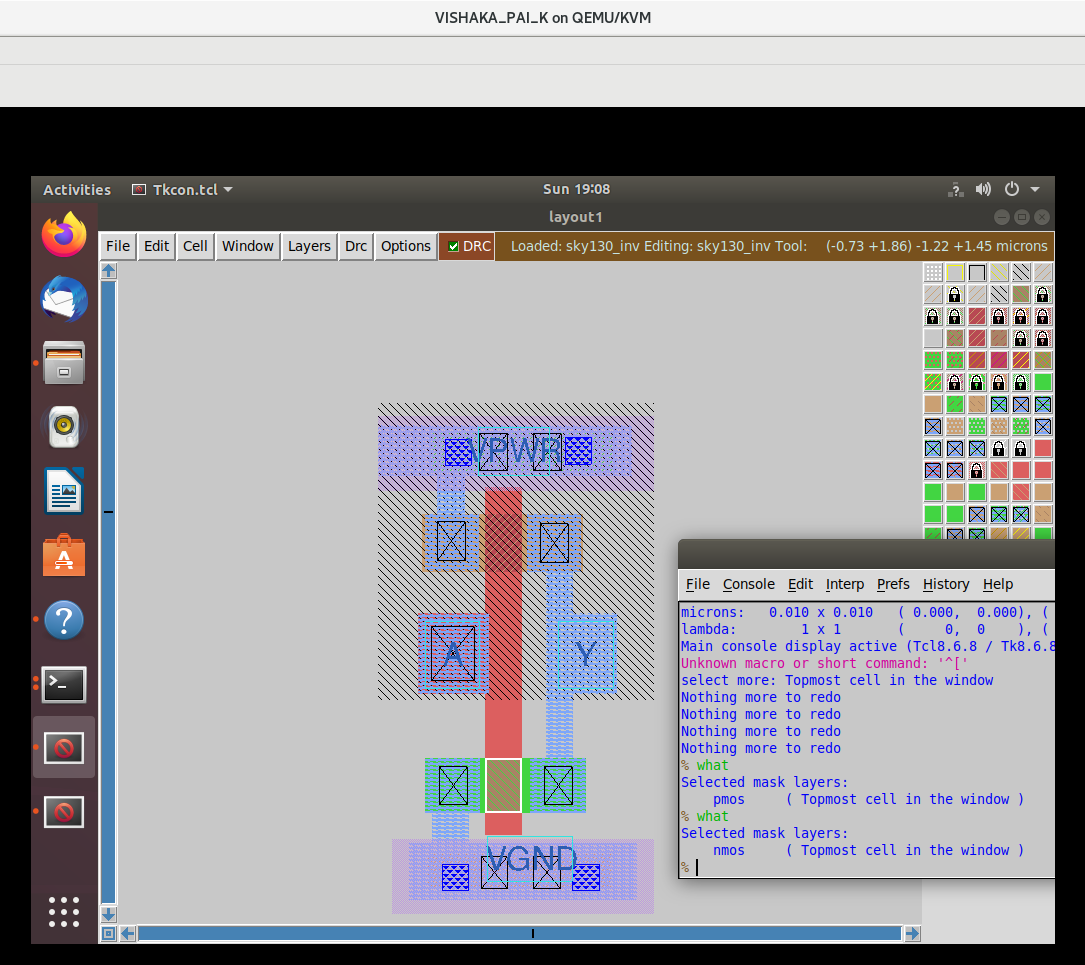 VISHAKA_PAI_K on QEMU/KVM
Activities Tkcon.tcl Sun 19:08
layout1
File Edit Cell Window Layers Drc Options DRC Loaded: sky130_inv Editing: sky130_inv Tool: (-0.73 +1.86) -1.22 +1.45 microns
VPWR
A Y
VGND
File Console Edit Interp Prefs History Help
microns: 0.010 x 0.010 ( 0.000, 0.000), (
lambda: 1 x 1 ( 0, 0 ), (
Main console display active (Tcl8.6.8 / Tk8.6.8
Unknown macro or short command: '^['
select more: Topmost cell in the window
Nothing more to redo
Nothing more to redo
Nothing more to redo
Nothing more to redo
% what
Selected mask layers:
pmos ( Topmost cell in the window )
% what
Selected mask layers:
nmos ( Topmost cell in the window )
%